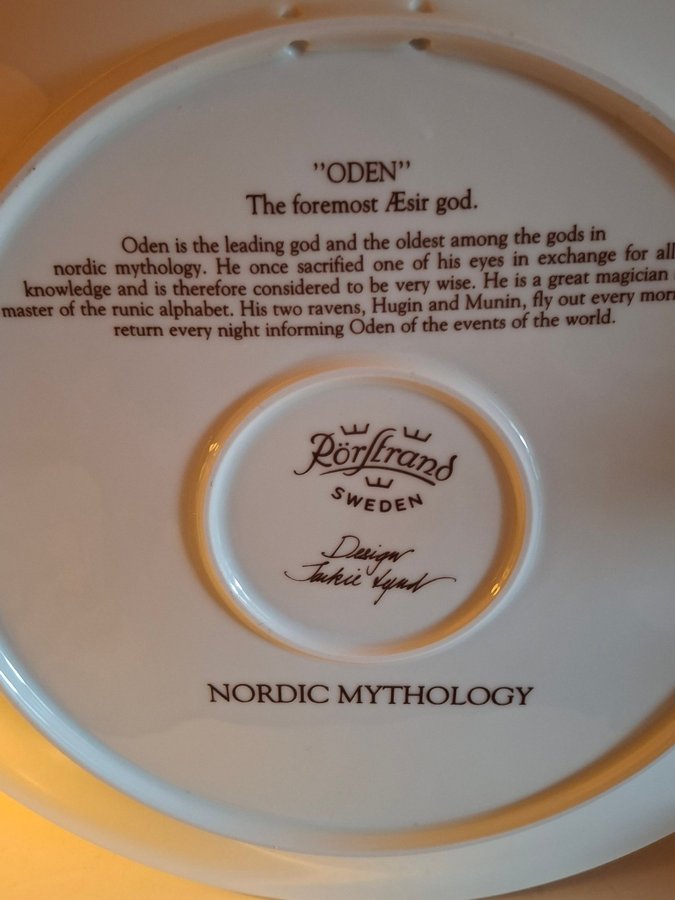 "ODEN"
The foremost Æsir god.
Oden is the leading god and the oldest among the gods in
nordic mythology. He once sacrified one of his eyes in exchange for all
knowledge and is therefore considered to be very wise. He is a great magician
master of the runic alphabet. His two ravens, Hugin and Munin, fly out every
return every night informing Oden of the events of the world.
Rörstrand
SWEDEN
Design
Jackie Lynd
NORDIC MYTHOLOGY